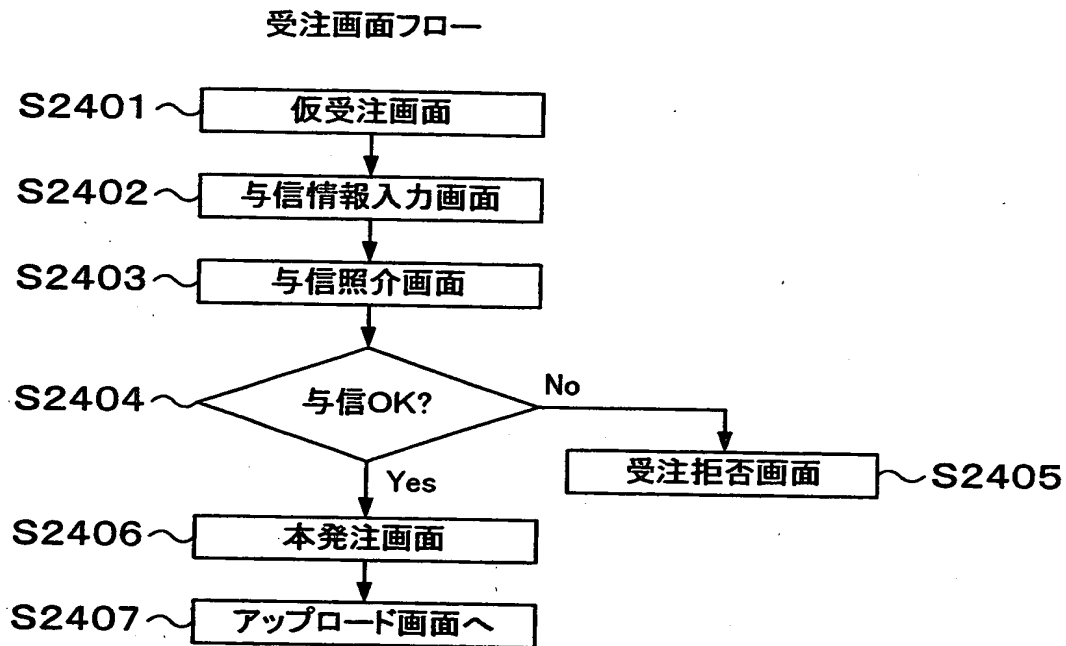 受注画面フロー
S2401 仮受注画面
S2402 与信情報入力画面
S2403 与信照介画面
S2404 与信OK?
No
受注拒否画面 S2405
Yes
S2406 本発注画面
S2407 アップロード画面へ